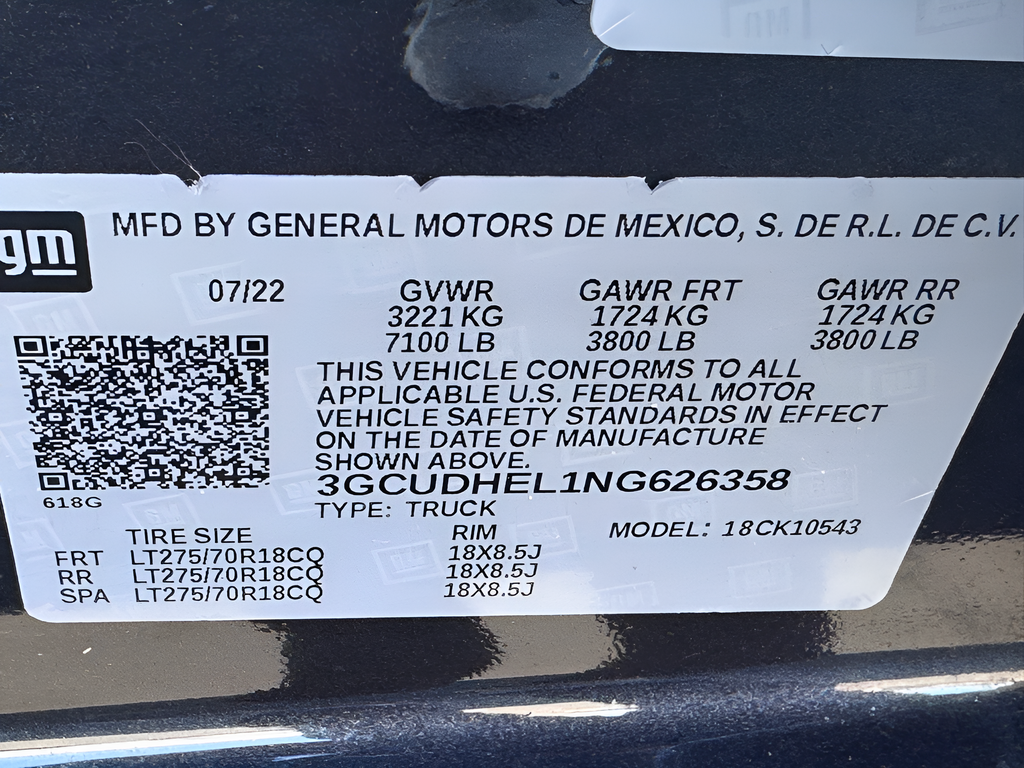 gm
MFD BY GENERAL MOTORS DE MEXICO, S. DE R.L. DE C.V.
07/22 GVWR GAWR FRT GAWR RR
3221 KG 1724 KG 1724 KG
7100 LB 3800 LB 3800 LB
THIS VEHICLE CONFORMS TO ALL
APPLICABLE U.S. FEDERAL MOTOR
VEHICLE SAFETY STANDARDS IN EFFECT
ON THE DATE OF MANUFACTURE
SHOWN ABOVE.
3GCUDHEL1NG626358
618G
TYPE: TRUCK
TIRE SIZE RIM MODEL: 18CK10543
FRT LT275/70R18CQ 18X8.5J
RR LT275/70R18CQ 18X8.5J
SPA LT275/70R18CQ 18X8.5J